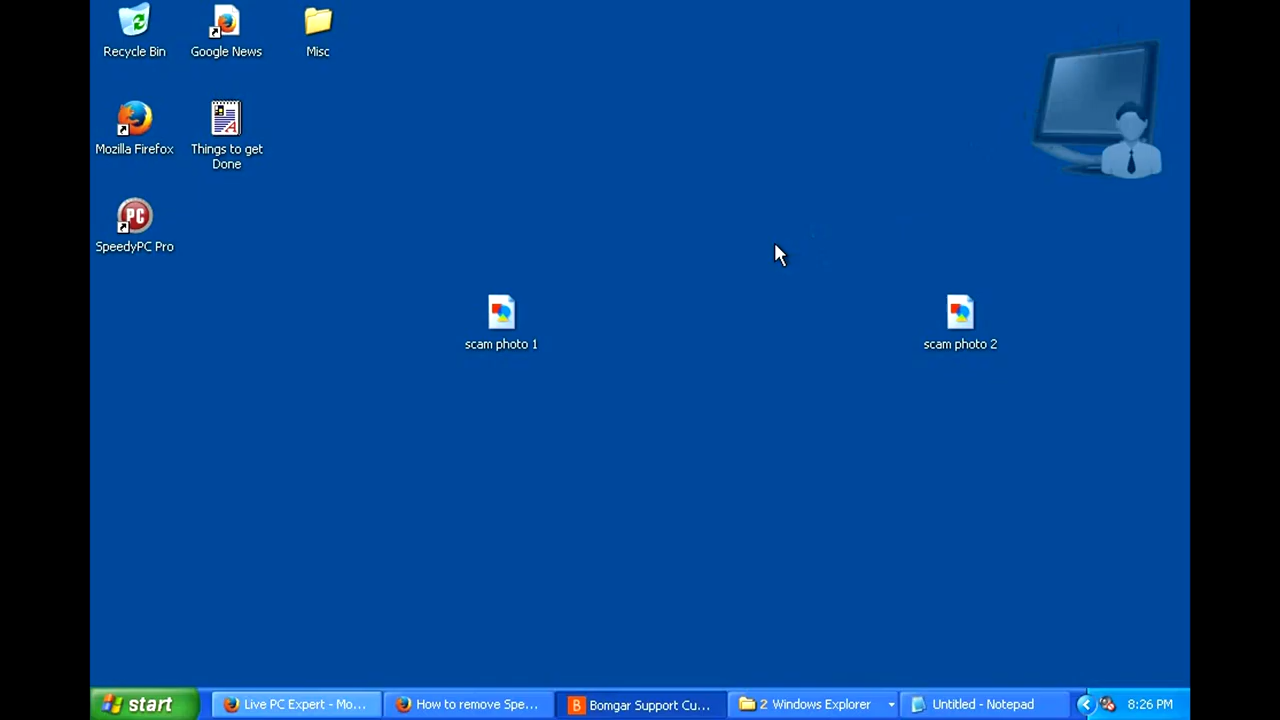 Recycle Bin
Google News
Misc
Mozilla Firefox
Things to get
Done
PC
SpeedyPC Pro
scam photo 1
scam photo 2
start
Live PC Expert - Mo...
How to remove Spe...
B
Bomgar Support Cu...
2 Windows Explorer
Untitled - Notepad
8:26 PM